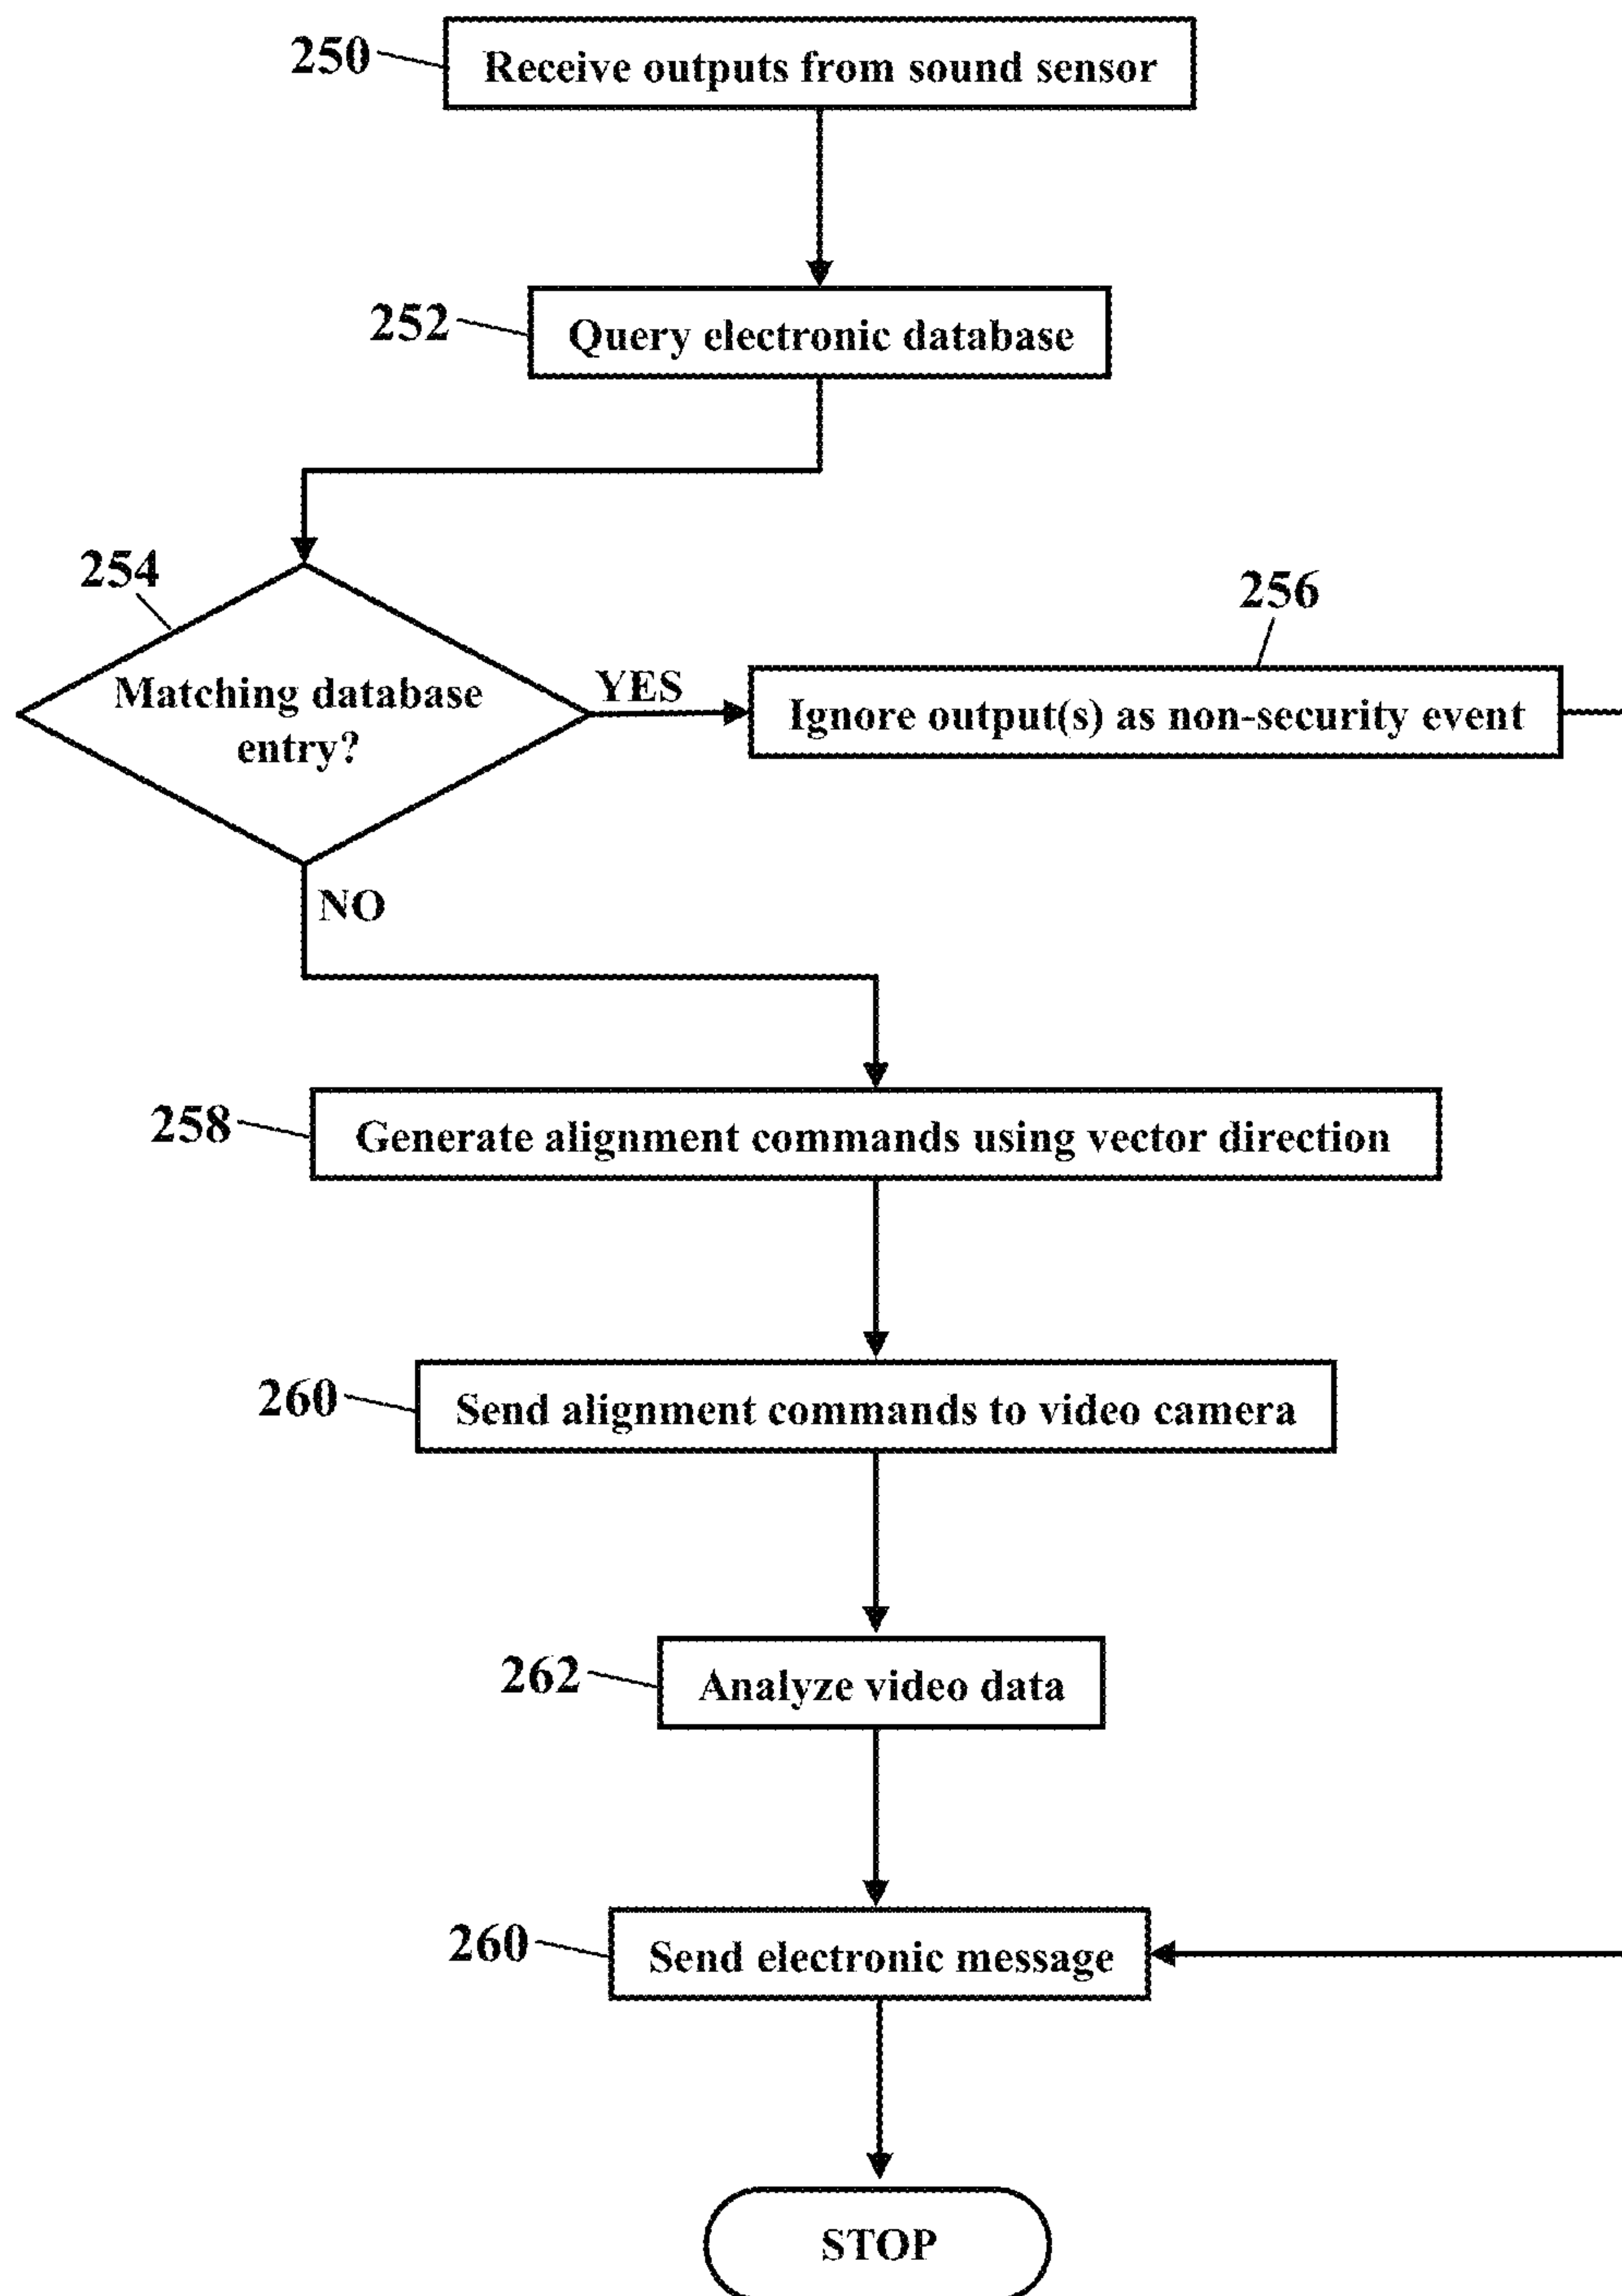 250
Receive outputs from sound sensor
252
Query electronic database
254
Matching database
entry?
YES
256
Ignore output(s) as non-security event
NO
258
Generate alignment commands using vector direction
260
Send alignment commands to video camera
262
Analyze video data
260
Send electronic message
STOP